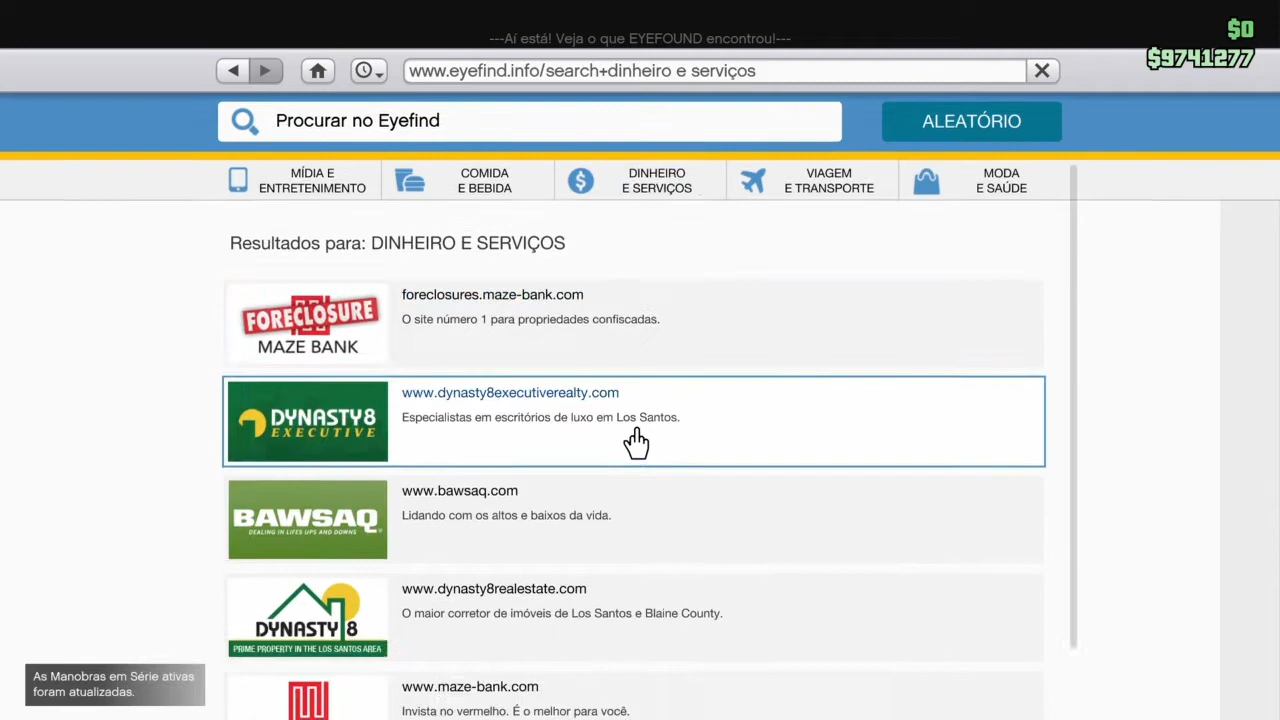 ---Aí está! Veja o que EYEFOUND encontrou!---
$0
$9741277
www.eyefind.info/search+dinheiro e serviços
Procurar no Eyefind
ALEATÓRIO
MÍDIA E
ENTRETENIMENTO
COMIDA
E BEBIDA
DINHEIRO
E SERVIÇOS
VIAGEM
E TRANSPORTE
MODA
E SAÚDE
Resultados para: DINHEIRO E SERVIÇOS
FORECLOSURE
MAZE BANK
foreclosures.maze-bank.com
O site número 1 para propriedades confiscadas.
DYNASTY8
EXECUTIVE
www.dynasty8executiverealty.com
Especialistas em escritórios de luxo em Los Santos.
BAWSAQ
DEALING IN LIFES UPS AND DOWNS
www.bawsaq.com
Lidando com os altos e baixos da vida.
DYNASTY 8
PRIME PROPERTY IN THE LOS SANTOS AREA
www.dynasty8realestate.com
O maior corretor de imóveis de Los Santos e Blaine County.
www.maze-bank.com
Invista no vermelho. É o melhor para você.
As Manobras em Série ativas
foram atualizadas.